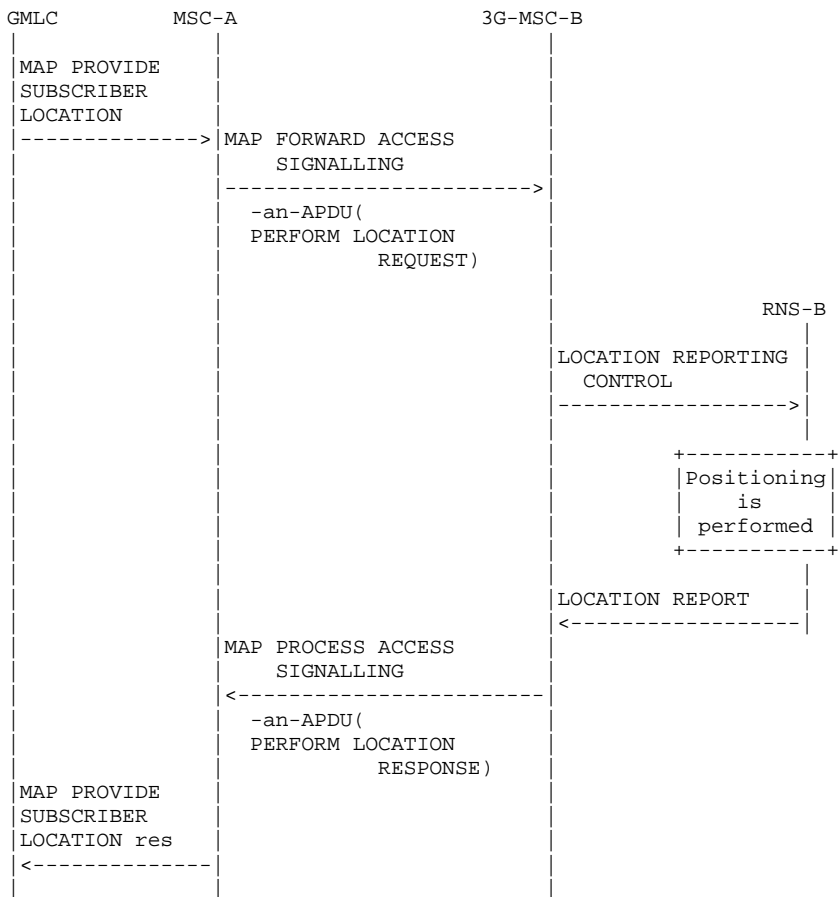 GMLC MSC-A 3G-MSC-B
MAP PROVIDE
SUBSCRIBER
LOCATION
MAP FORWARD ACCESS
SIGNALLING
-an-APDU(
PERFORM LOCATION
REQUEST)
RNS-B
LOCATION REPORTING
CONTROL
Positioning
is
performed
LOCATION REPORT
MAP PROCESS ACCESS
SIGNALLING
-an-APDU(
PERFORM LOCATION
RESPONSE)
MAP PROVIDE
SUBSCRIBER
LOCATION res